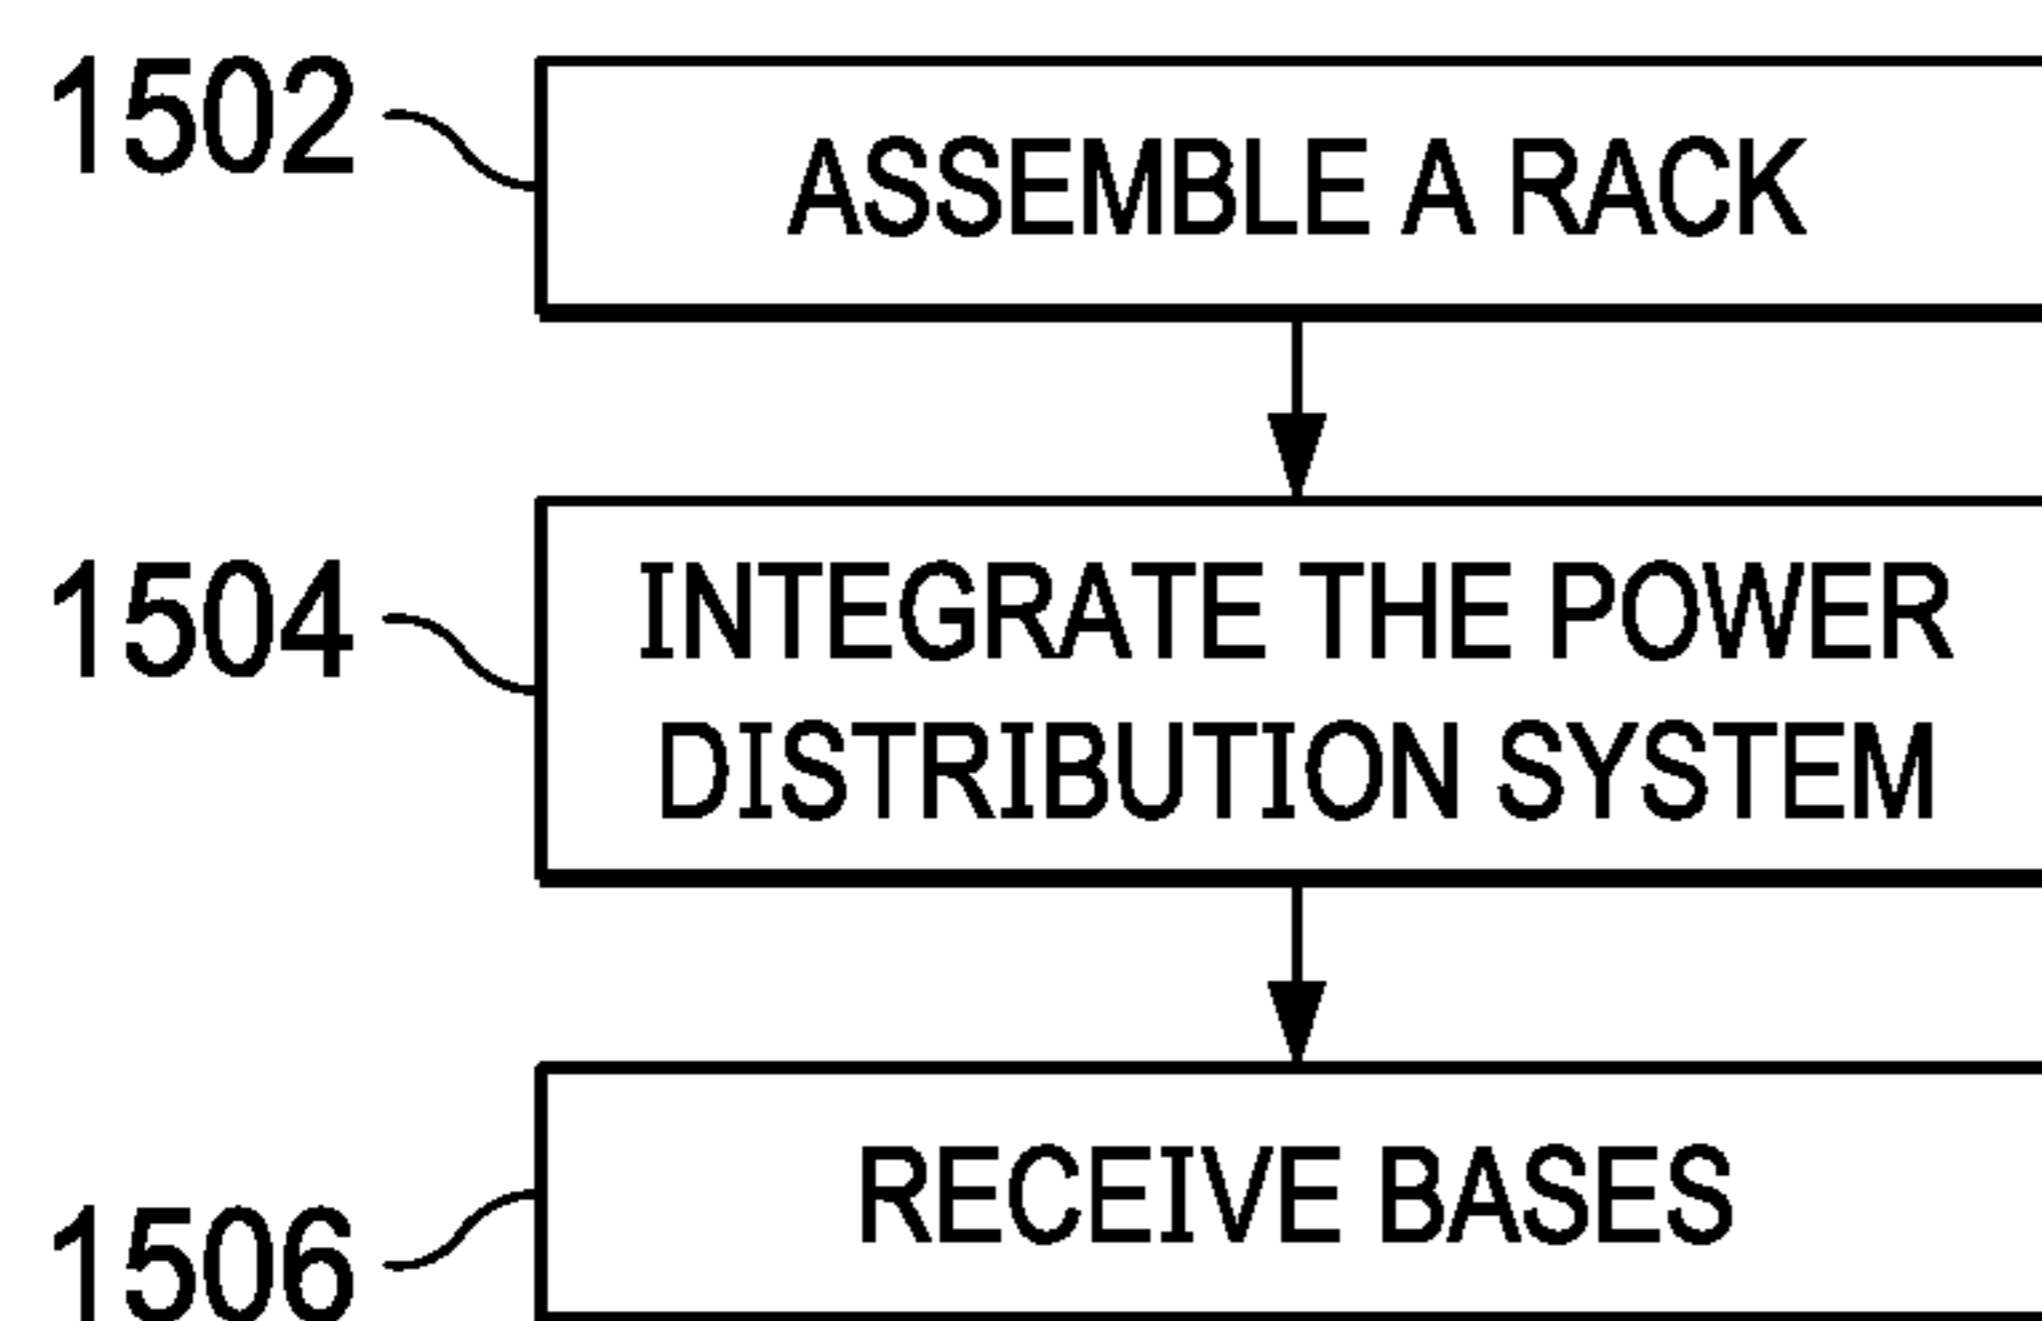 1502
ASSEMBLE A RACK
1504
INTEGRATE THE POWER
DISTRIBUTION SYSTEM
1506
RECEIVE BASES